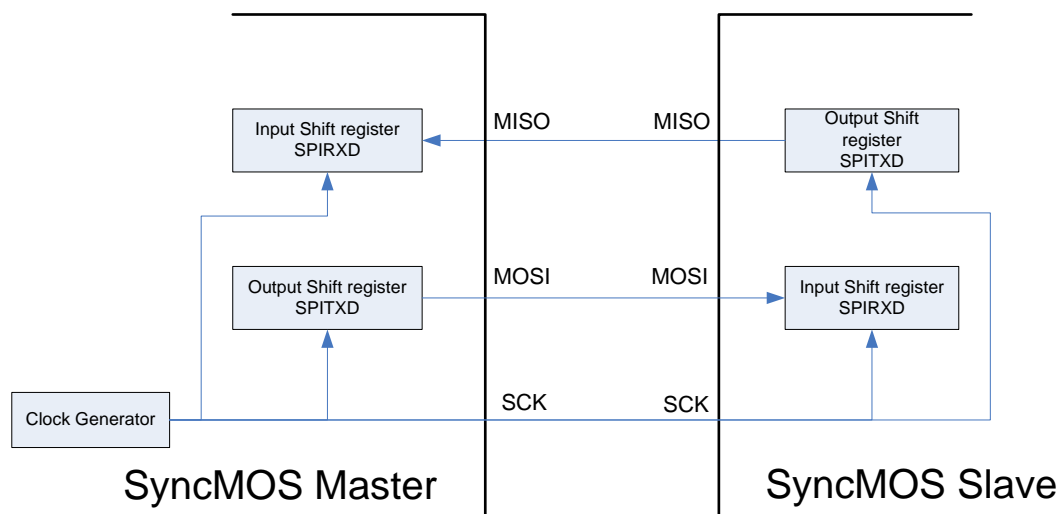 MISO
MISO
Input Shift register
SPIRXD
Output Shift
register
SPITXD
MOSI
MOSI
Output Shift register
SPITXD
Input Shift register
SPIRXD
SCK
SCK
Clock Generator
SyncMOS Master
SyncMOS Slave